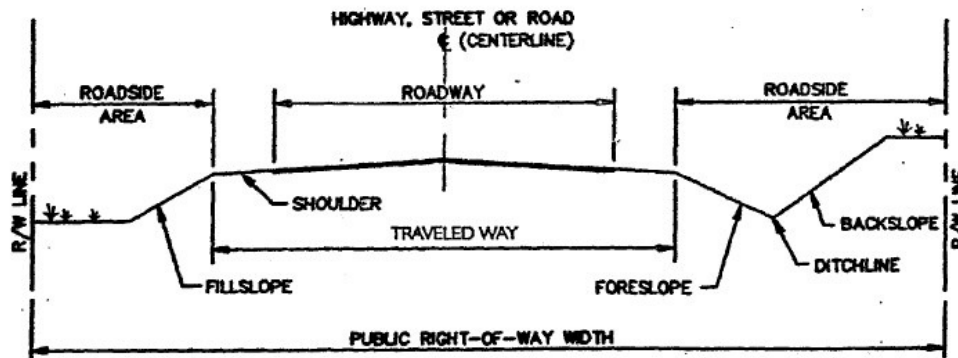 HIGHWAY, STREET OR ROAD
℄ (CENTERLINE)
ROADSIDE
AREA
ROADWAY
ROADSIDE
AREA
R/W LINE
SHOULDER
TRAVELED WAY
BACKSLOPE
R/W LINE
FILLSLOPE
FORESLOPE
DITCHLINE
PUBLIC RIGHT-OF-WAY WIDTH